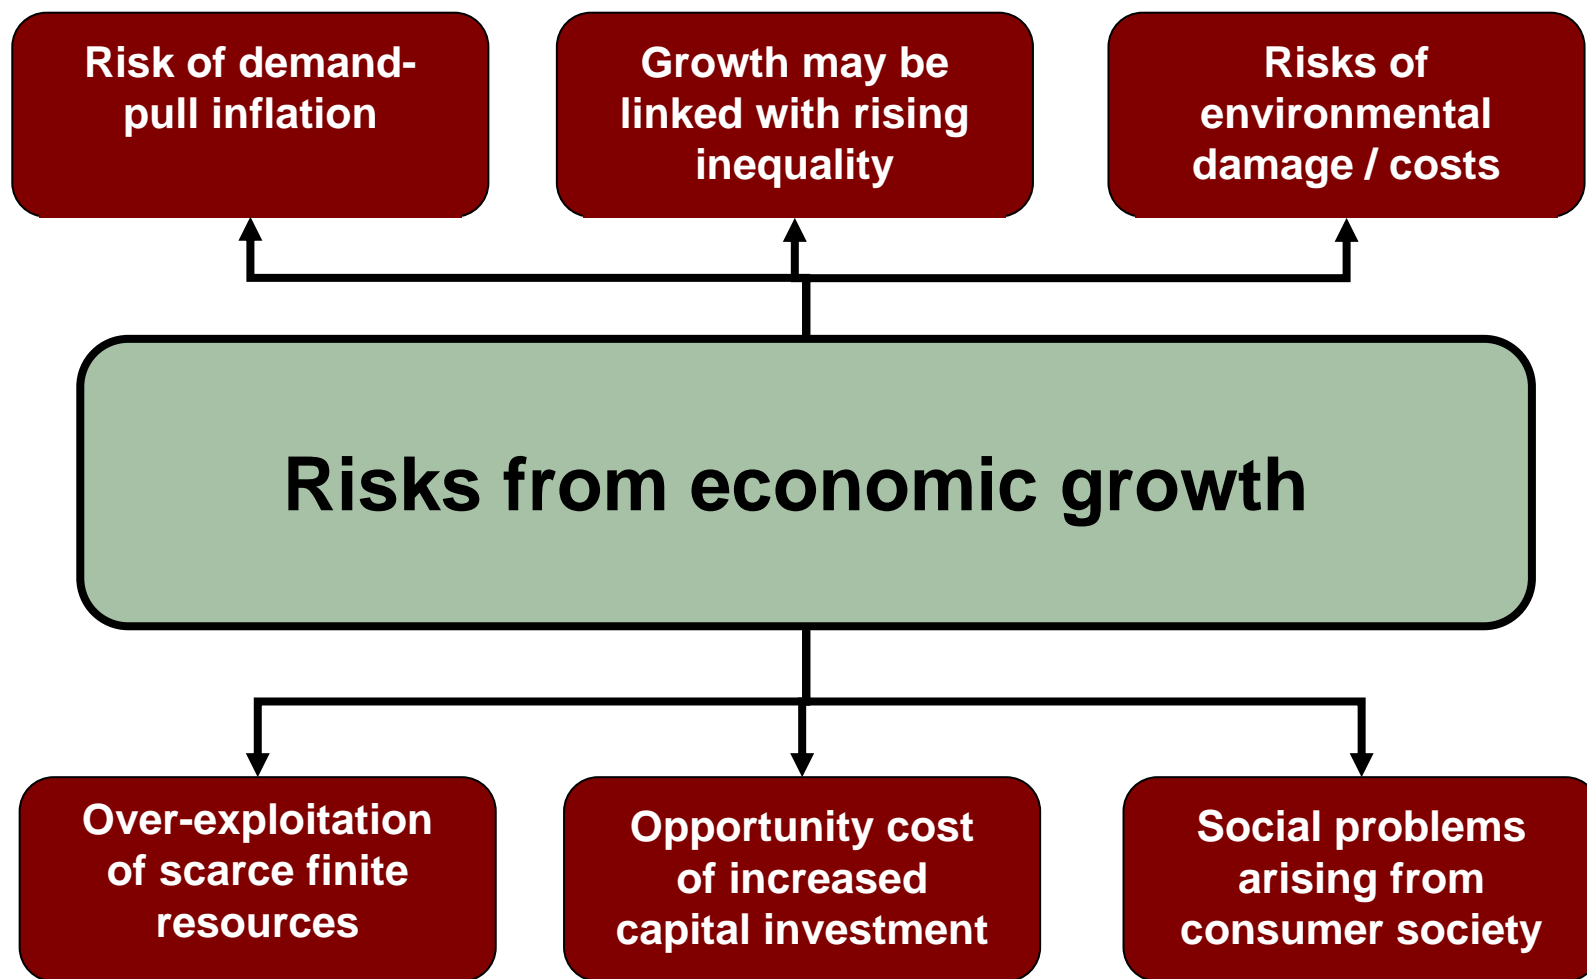 Risk of demand-
pull inflation
Growth may be
linked with rising
inequality
Risks of
environmental
damage / costs
Risks from economic growth
Over-exploitation
of scarce finite
resources
Opportunity cost
of increased
capital investment
Social problems
arising from
consumer society